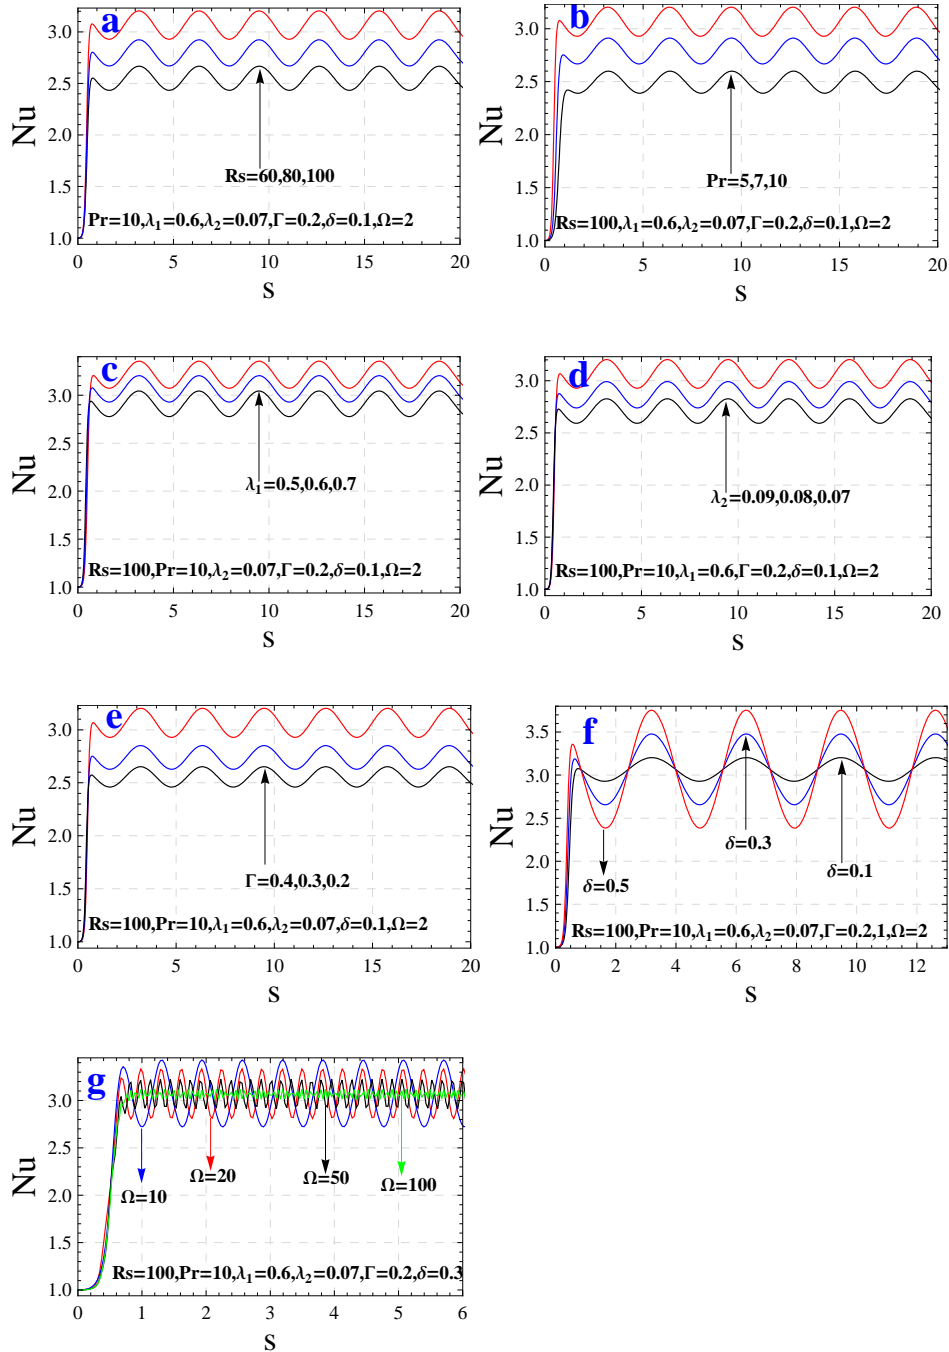 a
Nu
3.0
2.5
2.0
1.5
1.0
Rs=60,80,100
Pr=10,λ1=0.6,λ2=0.07,Γ=0.2,δ=0.1,Ω=2
0 5 10 15 20
s
b
Nu
3.0
2.5
2.0
1.5
1.0
Pr=5,7,10
Rs=100,λ1=0.6,λ2=0.07,Γ=0.2,δ=0.1,Ω=2
0 5 10 15 20
s
c
Nu
3.0
2.5
2.0
1.5
1.0
λ1=0.5,0.6,0.7
Rs=100,Pr=10,λ2=0.07,Γ=0.2,δ=0.1,Ω=2
0 5 10 15 20
s
d
Nu
3.0
2.5
2.0
1.5
1.0
λ2=0.09,0.08,0.07
Rs=100,Pr=10,λ1=0.6,Γ=0.2,δ=0.1,Ω=2
0 5 10 15 20
s
e
Nu
3.0
2.5
2.0
1.5
1.0
Γ=0.4,0.3,0.2
Rs=100,Pr=10,λ1=0.6,λ2=0.07,δ=0.1,Ω=2
0 5 10 15 20
s
f
Nu
3.5
3.0
2.5
2.0
1.5
1.0
δ=0.3
δ=0.1
δ=0.5
Rs=100,Pr=10,λ1=0.6,λ2=0.07,Γ=0.2,1,Ω=2
0 2 4 6 8 10 12
s
g
Nu
3.0
2.5
2.0
1.5
1.0
Ω=10
Ω=20
Ω=50
Ω=100
Rs=100,Pr=10,λ1=0.6,λ2=0.07,Γ=0.2,δ=0.3
0 1 2 3 4 5 6
s